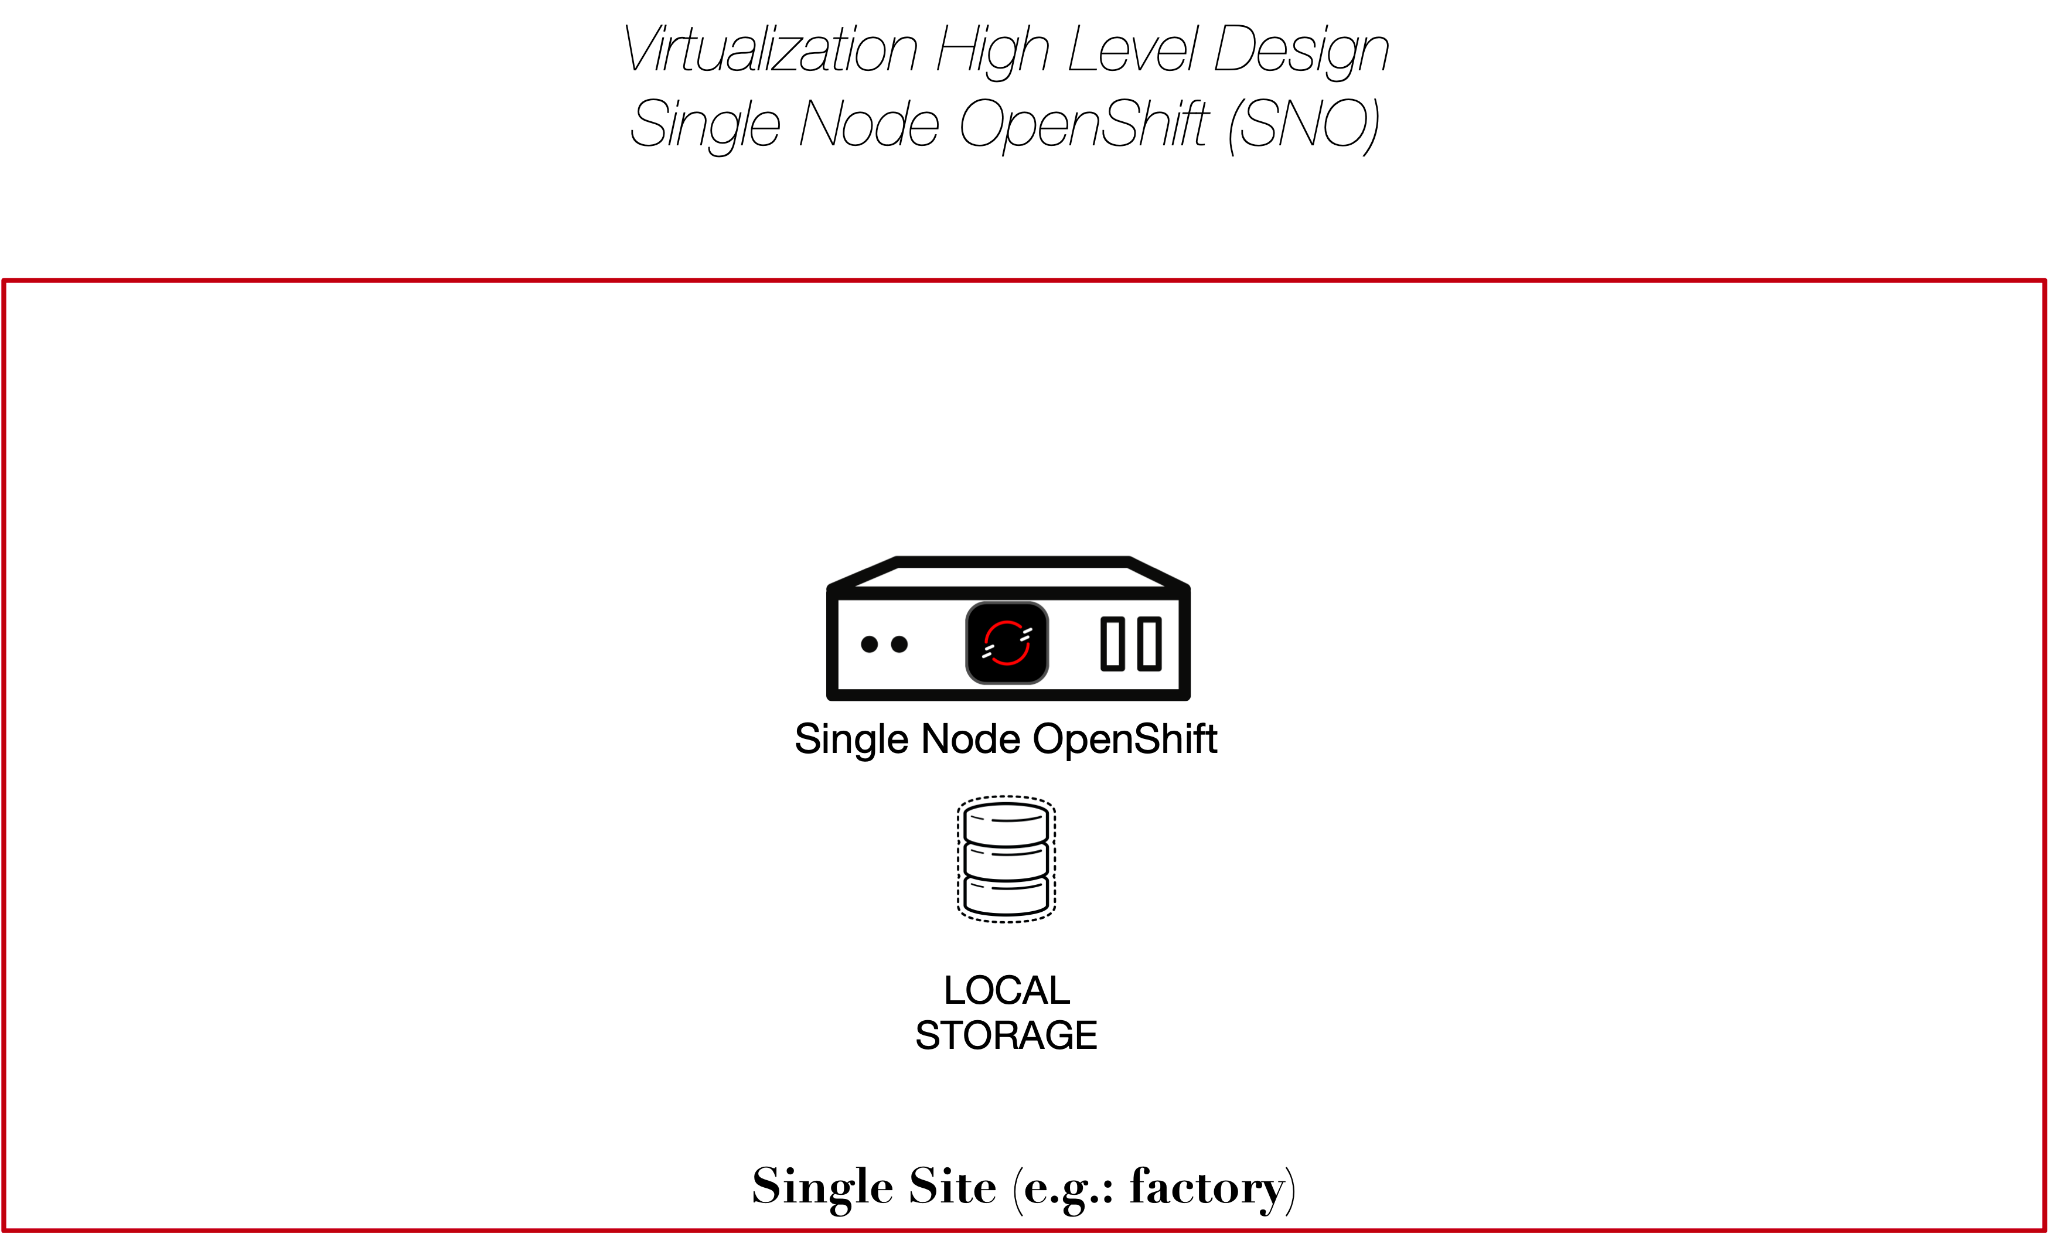 Virtualization High Level Design
Single Node OpenShift (SNO)
Single Node OpenShift
LOCAL
STORAGE
Single Site (e.g.: factory)